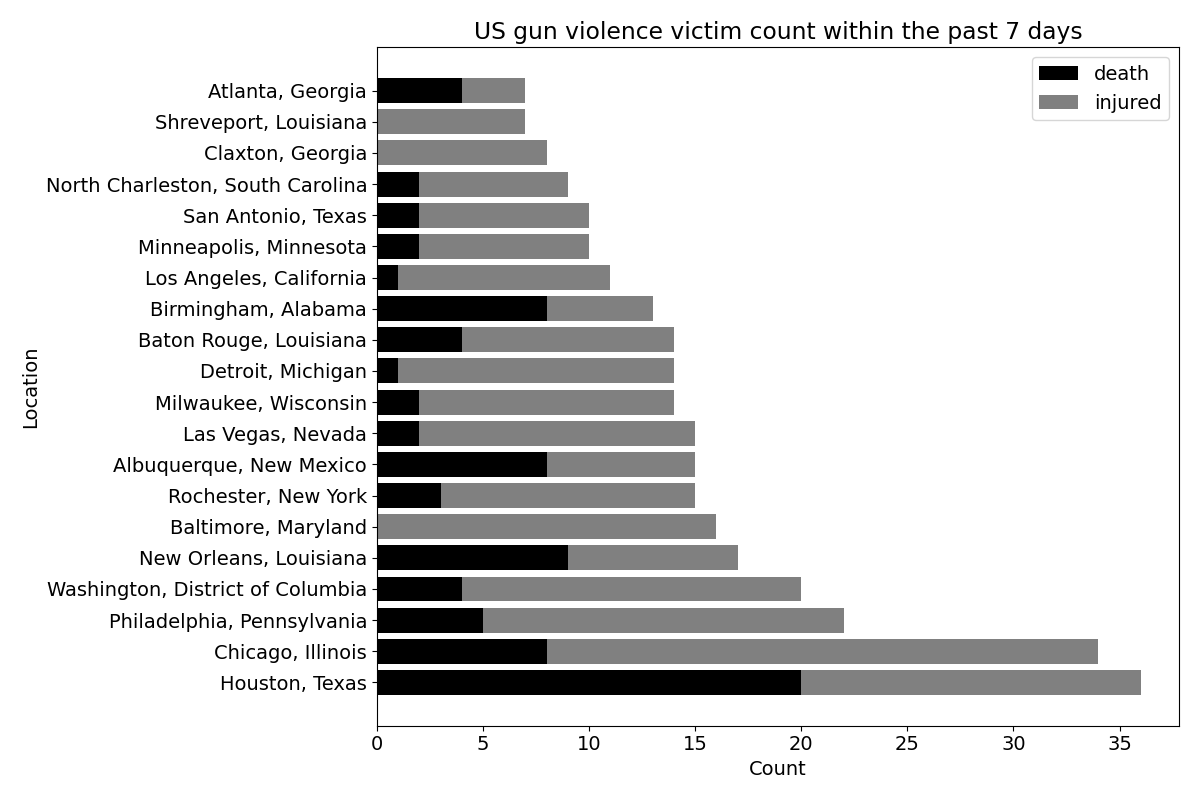 US gun violence victim count within the past 7 days
death
injured
Atlanta, Georgia
Shreveport, Louisiana
Claxton, Georgia
North Charleston, South Carolina
San Antonio, Texas
Minneapolis, Minnesota
Los Angeles, California
Birmingham, Alabama
Baton Rouge, Louisiana
Detroit, Michigan
Milwaukee, Wisconsin
Las Vegas, Nevada
Albuquerque, New Mexico
Rochester, New York
Baltimore, Maryland
New Orleans, Louisiana
Washington, District of Columbia
Philadelphia, Pennsylvania
Chicago, Illinois
Houston, Texas
Location
0 5 10 15 20 25 30 35
Count